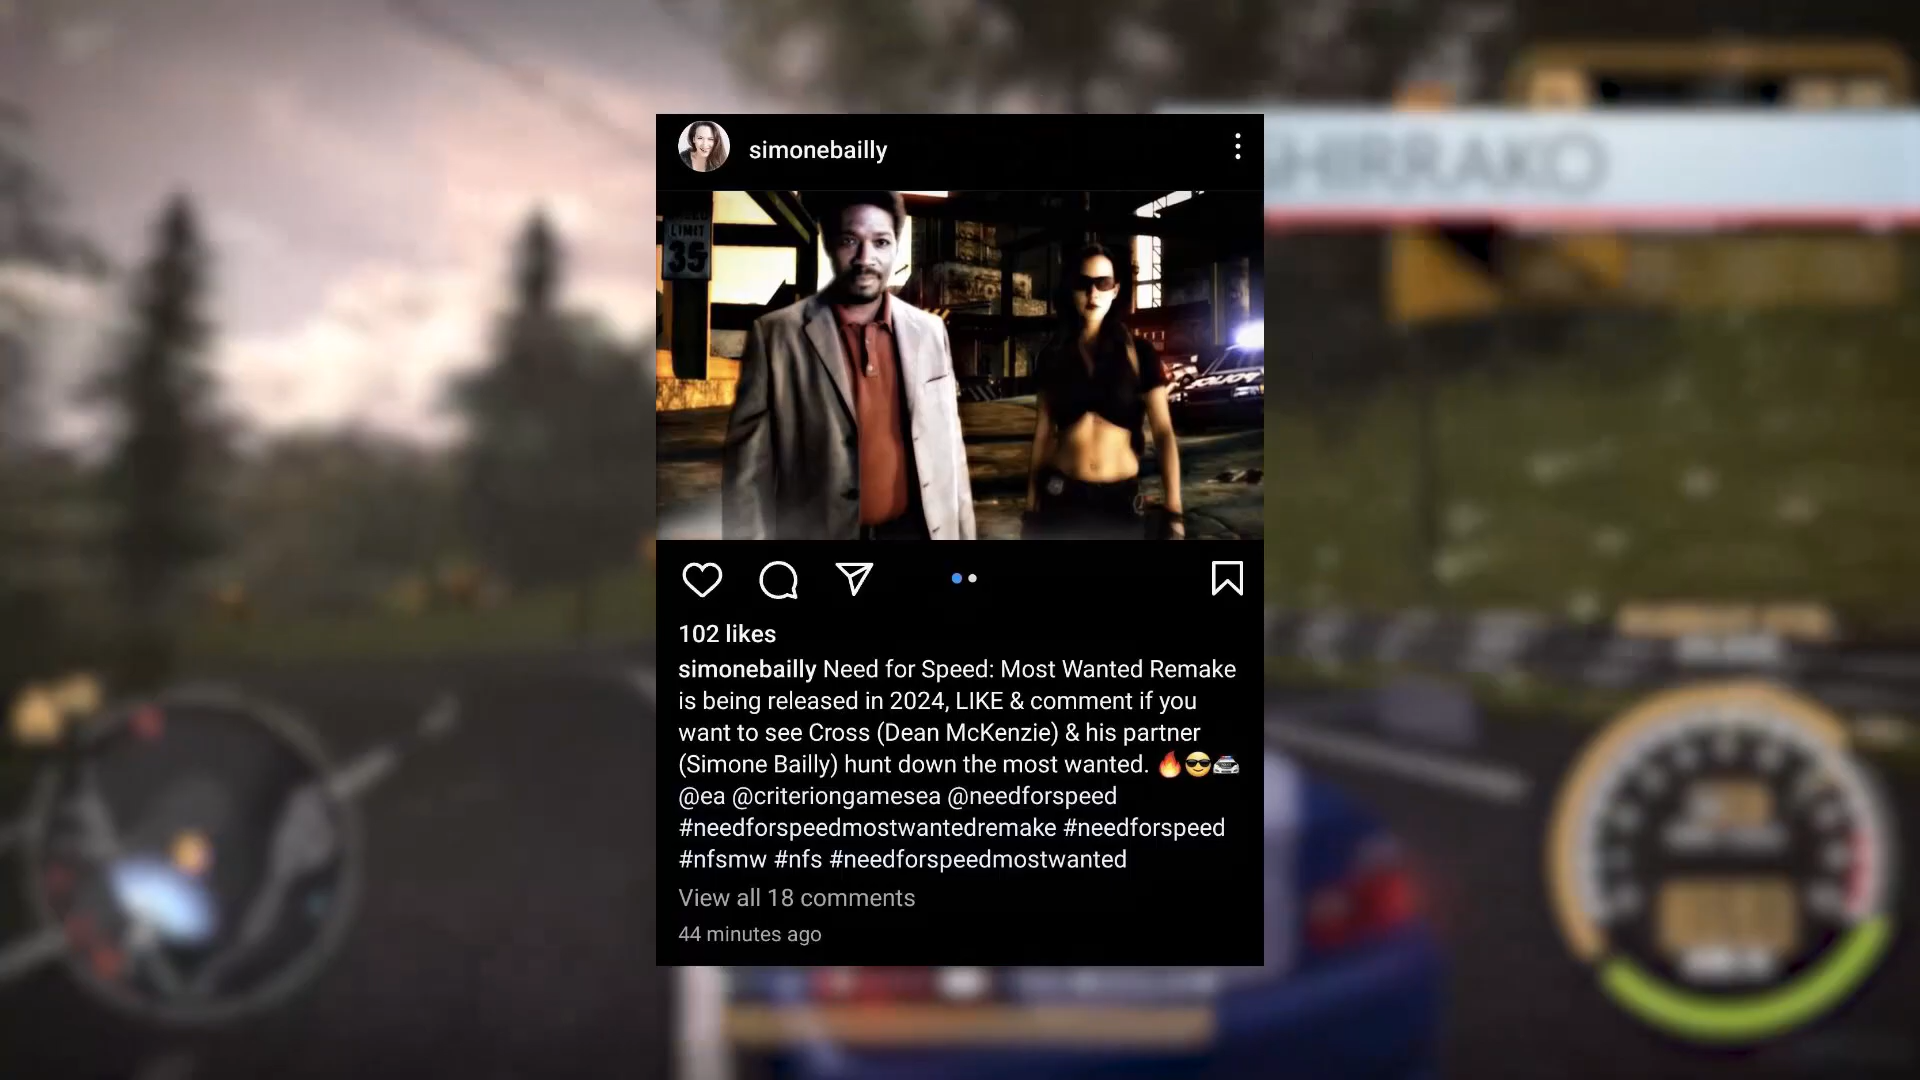 simonebailly
LIMIT
35
SHIRRAKO
102 likes
simonebailly Need for Speed: Most Wanted Remake
is being released in 2024, LIKE & comment if you
want to see Cross (Dean McKenzie) & his partner
(Simone Bailly) hunt down the most wanted. 🔥😎🚔
@ea @criteriongamesea @needforspeed
#needforspeedmostwantedremake #needforspeed
#nfsmw #nfs #needforspeedmostwanted
View all 18 comments
44 minutes ago